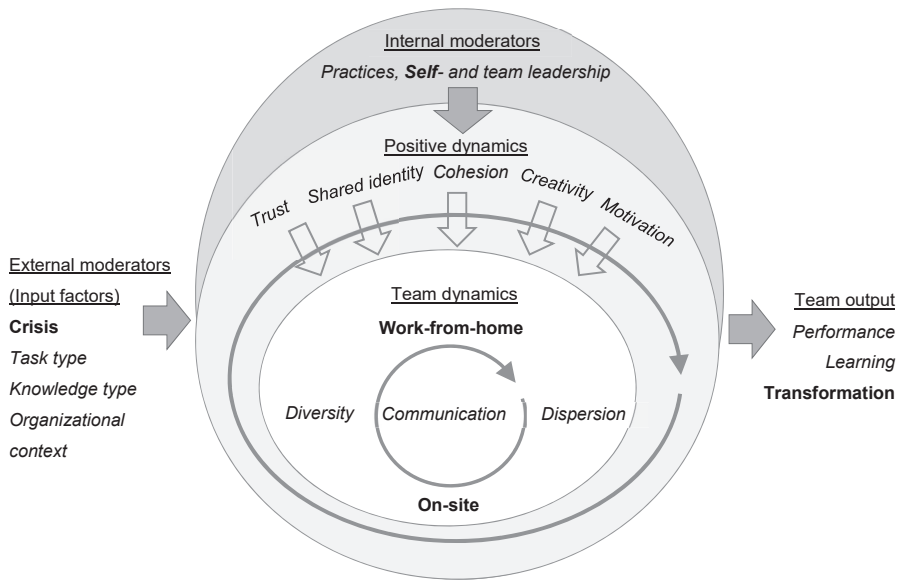 Internal moderators
Practices, Self- and team leadership
Positive dynamics
Trust
Shared identity
Cohesion
Creativity
Motivation
External moderators
(Input factors)
Crisis
Task type
Knowledge type
Organizational
context
Team dynamics
Work-from-home
Diversity
Communication
Dispersion
On-site
Team output
Performance
Learning
Transformation